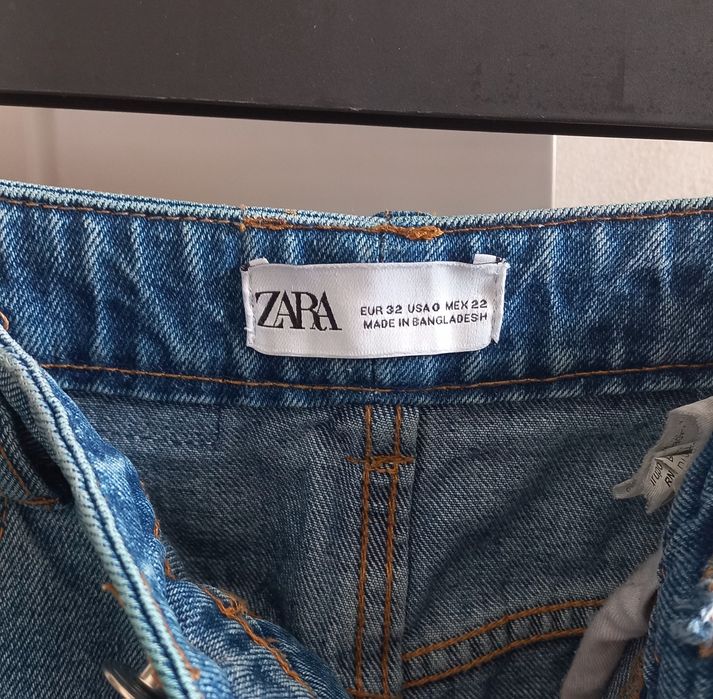 ZARA
EUR 32 USA 0 MEX 22
MADE IN BANGLADESH